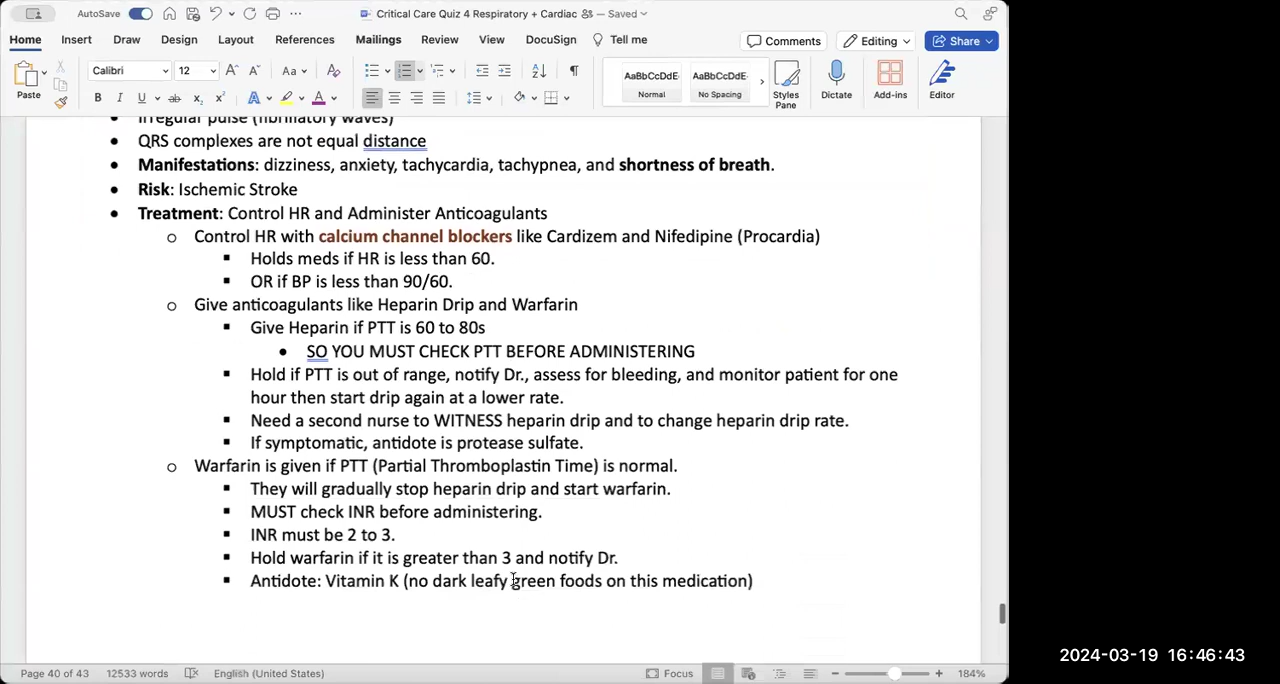 AutoSave
Critical Care Quiz 4 Respiratory + Cardiac — Saved
Home Insert Draw Design Layout References Mailings Review View DocuSign Tell me
Comments Editing Share
Paste
Calibri 12
Aa
AaBbCcDdE AaBbCcDdE
Normal No Spacing
Styles Pane
Dictate
Add-ins
Editor
• Irregular pulse (fibrillatory waves)
• QRS complexes are not equal distance
• Manifestations: dizziness, anxiety, tachycardia, tachypnea, and shortness of breath.
• Risk: Ischemic Stroke
• Treatment: Control HR and Administer Anticoagulants
o Control HR with calcium channel blockers like Cardizem and Nifedipine (Procardia)
▪ Holds meds if HR is less than 60.
▪ OR if BP is less than 90/60.
o Give anticoagulants like Heparin Drip and Warfarin
▪ Give Heparin if PTT is 60 to 80s
• SO YOU MUST CHECK PTT BEFORE ADMINISTERING
▪ Hold if PTT is out of range, notify Dr., assess for bleeding, and monitor patient for one
hour then start drip again at a lower rate.
▪ Need a second nurse to WITNESS heparin drip and to change heparin drip rate.
▪ If symptomatic, antidote is protease sulfate.
o Warfarin is given if PTT (Partial Thromboplastin Time) is normal.
▪ They will gradually stop heparin drip and start warfarin.
▪ MUST check INR before administering.
▪ INR must be 2 to 3.
▪ Hold warfarin if it is greater than 3 and notify Dr.
▪ Antidote: Vitamin K (no dark leafy green foods on this medication)
Page 40 of 43 12533 words English (United States) Focus 184%
2024-03-19 16:46:43